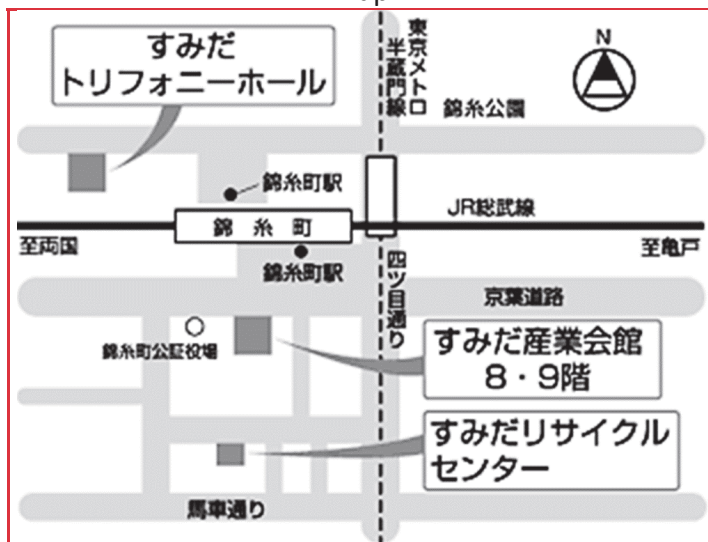 すみだ
トリフォニーホール
東京メトロ
半蔵門線
N
錦糸公園
錦糸町駅
JR総武線
錦糸町
至両国
至亀戸
錦糸町駅
四ツ目通り
京葉道路
錦糸町公証役場
すみだ産業会館
8・9階
すみだリサイクル
センター
馬車通り